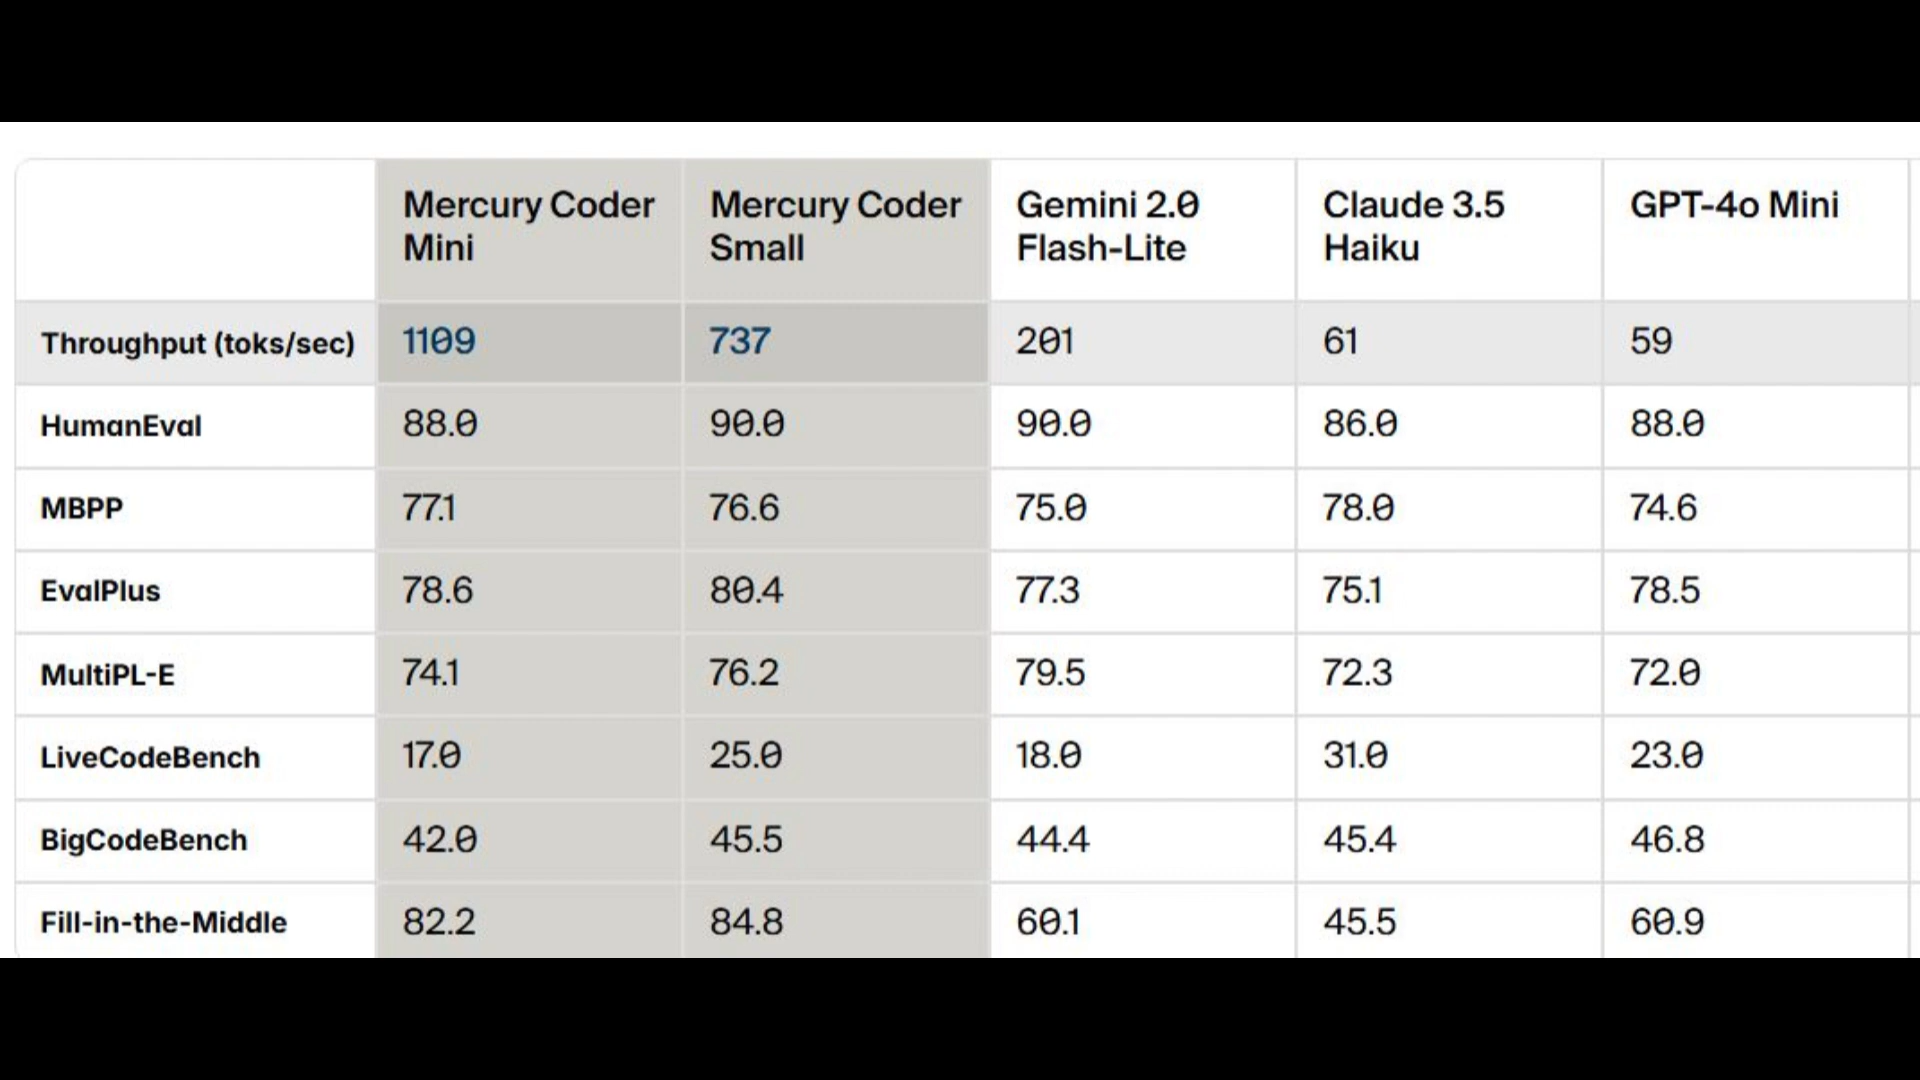 Mercury Coder Mini Mercury Coder Small Gemini 2.0 Flash-Lite Claude 3.5 Haiku GPT-4o Mini
Throughput (toks/sec) 1109 737 201 61 59
HumanEval 88.0 90.0 90.0 86.0 88.0
MBPP 77.1 76.6 75.0 78.0 74.6
EvalPlus 78.6 80.4 77.3 75.1 78.5
MultiPL-E 74.1 76.2 79.5 72.3 72.0
LiveCodeBench 17.0 25.0 18.0 31.0 23.0
BigCodeBench 42.0 45.5 44.4 45.4 46.8
Fill-in-the-Middle 82.2 84.8 60.1 45.5 60.9